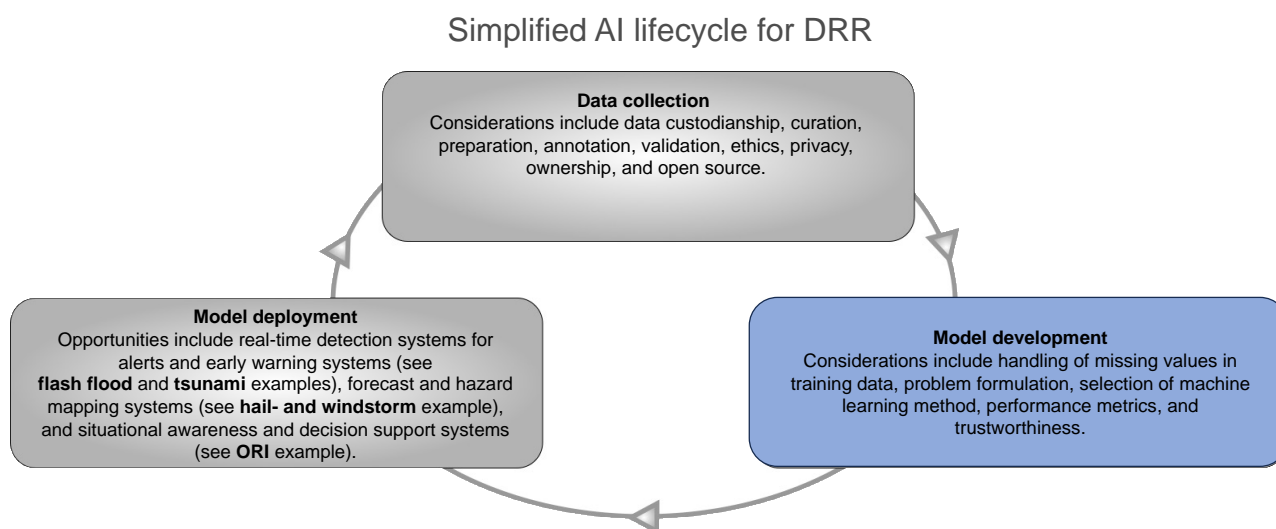 Simplified AI lifecycle for DRR
Data collection
Considerations include data custodianship, curation,
preparation, annotation, validation, ethics, privacy,
ownership, and open source.
Model deployment
Opportunities include real-time detection systems for
alerts and early warning systems (see
flash flood and tsunami examples), forecast and hazard
mapping systems (see hail- and windstorm example),
and situational awareness and decision support systems
(see ORI example).
Model development
Considerations include handling of missing values in
training data, problem formulation, selection of machine
learning method, performance metrics, and
trustworthiness.